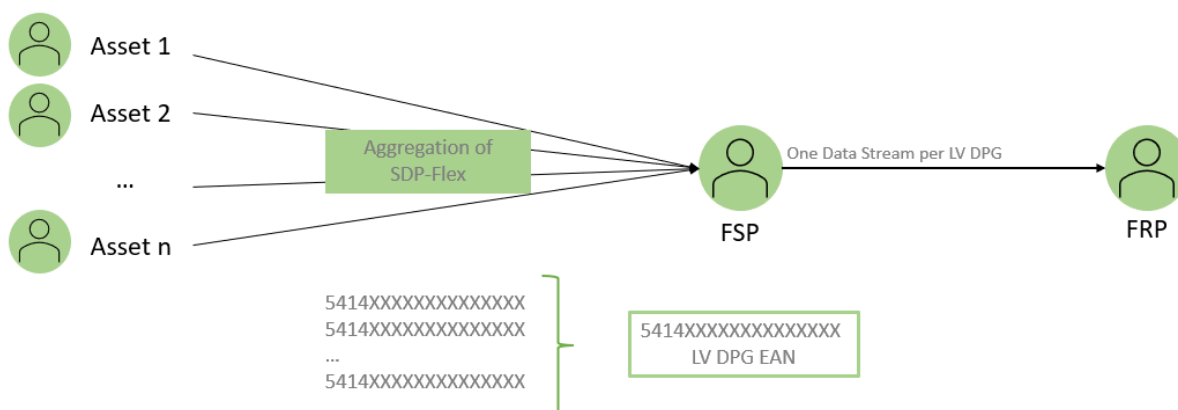 Asset 1
Asset 2
...
Asset n
Aggregation of
SDP-Flex
One Data Stream per LV DPG
FSP
FRP
5414XXXXXXXXXXXXXX
5414XXXXXXXXXXXXXX
...
5414XXXXXXXXXXXXXX
5414XXXXXXXXXXXXXX
LV DPG EAN